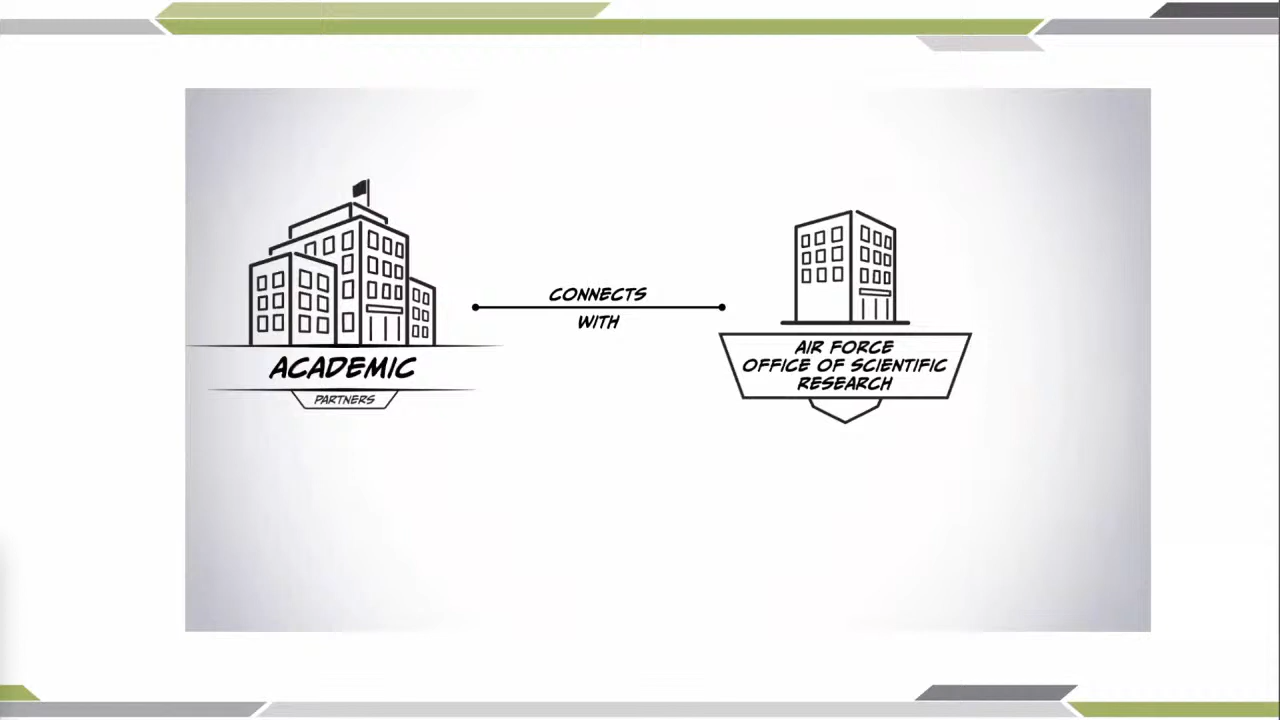 ACADEMIC
PARTNERS
CONNECTS
WITH
AIR FORCE
OFFICE OF SCIENTIFIC
RESEARCH